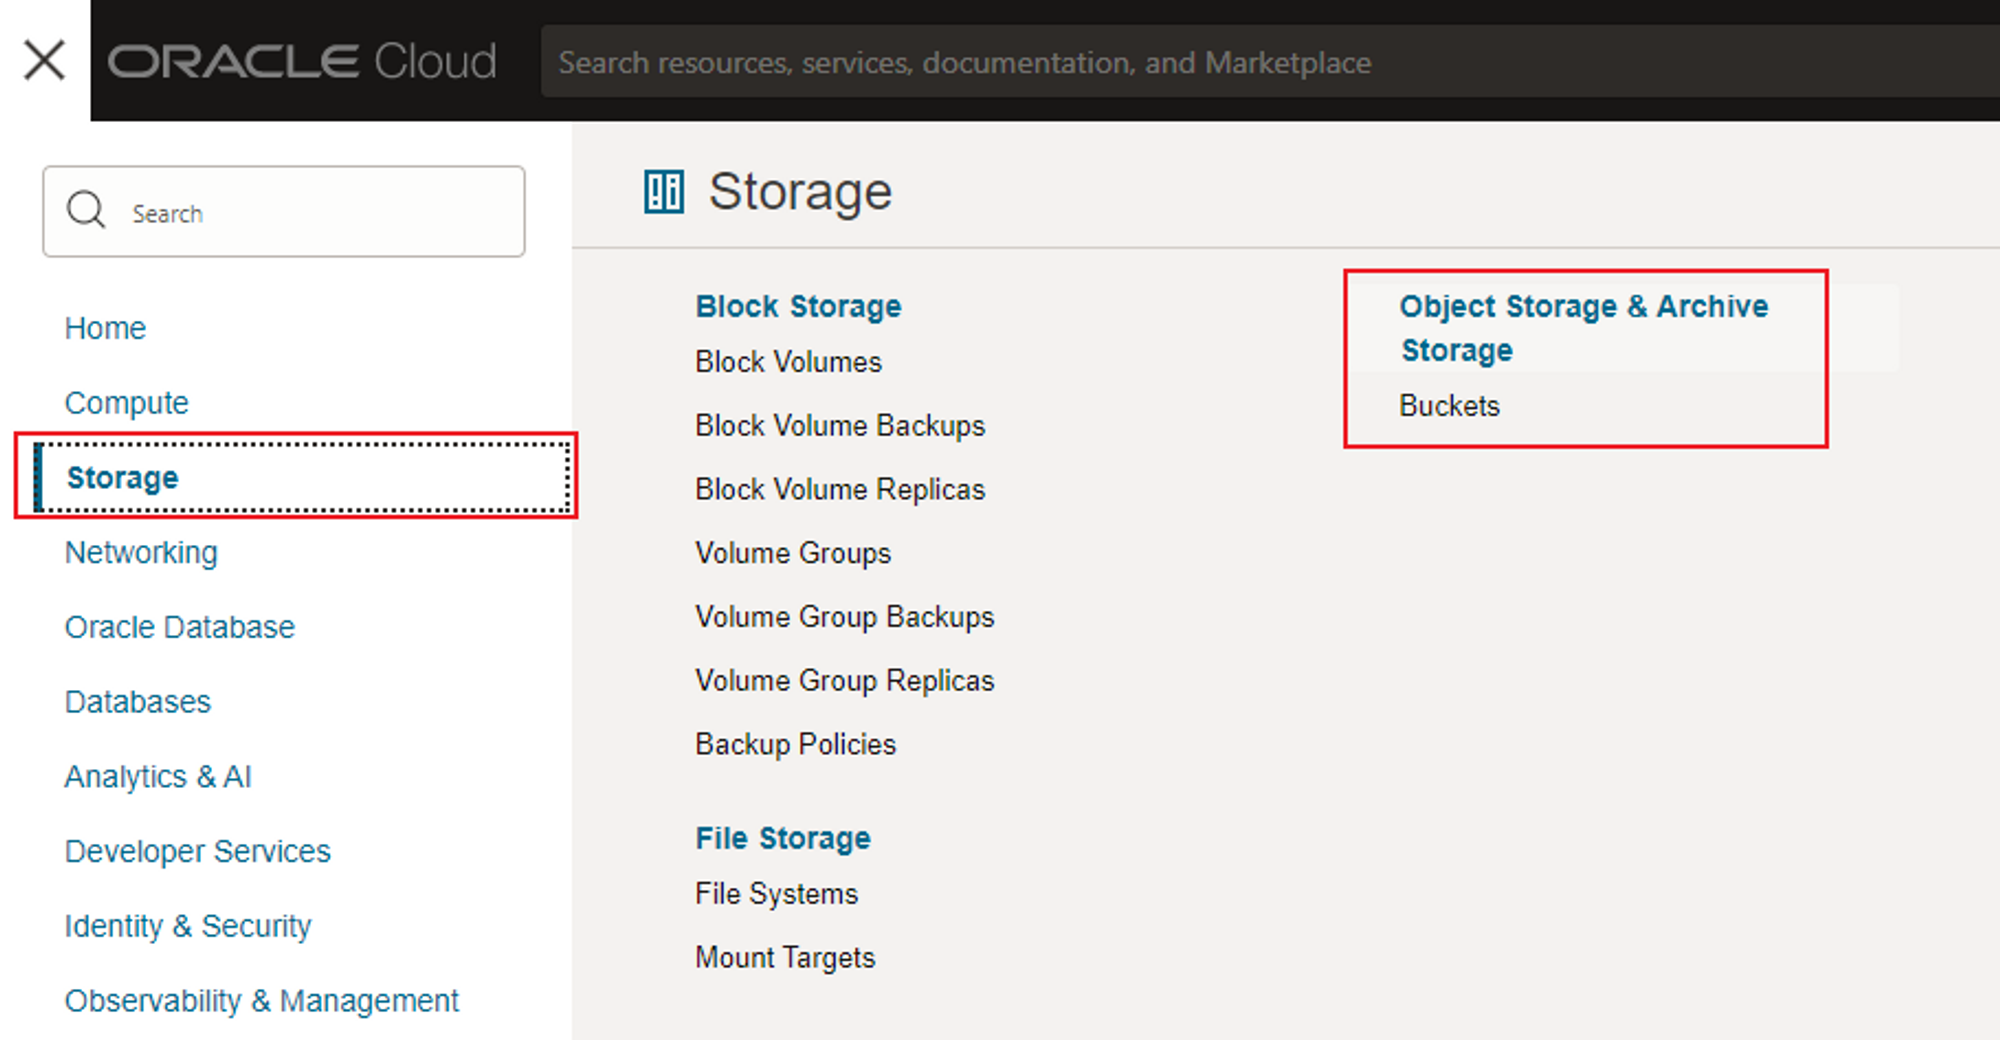 ORACLE Cloud
Search resources, services, documentation, and Marketplace
Search
Home
Compute
Storage
Networking
Oracle Database
Databases
Analytics & AI
Developer Services
Identity & Security
Observability & Management
Storage
Block Storage
Block Volumes
Block Volume Backups
Block Volume Replicas
Volume Groups
Volume Group Backups
Volume Group Replicas
Backup Policies
File Storage
File Systems
Mount Targets
Object Storage & Archive
Storage
Buckets